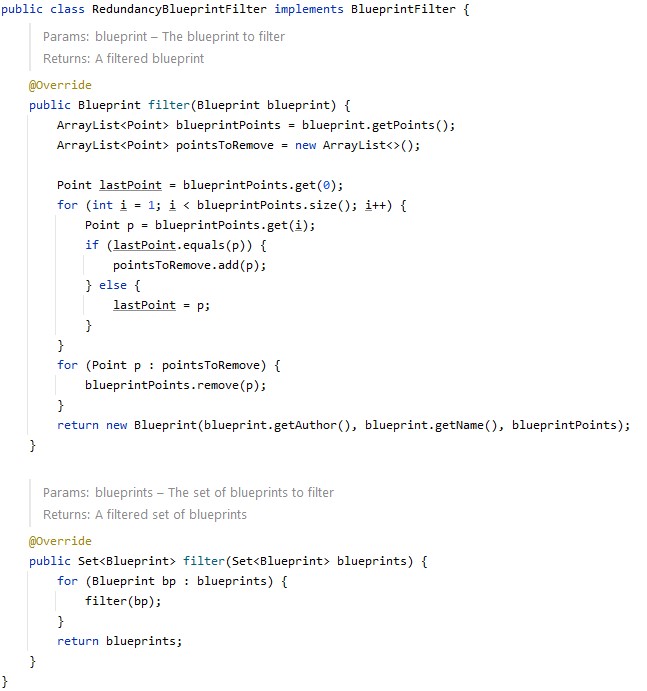 public class RedundancyBlueprintFilter implements BlueprintFilter {
Params: blueprint – The blueprint to filter
Returns: A filtered blueprint
@Override
public Blueprint filter(Blueprint blueprint) {
ArrayList<Point> blueprintPoints = blueprint.getPoints();
ArrayList<Point> pointsToRemove = new ArrayList<>();
Point lastPoint = blueprintPoints.get(0);
for (int i = 1; i < blueprintPoints.size(); i++) {
Point p = blueprintPoints.get(i);
if (lastPoint.equals(p)) {
pointsToRemove.add(p);
} else {
lastPoint = p;
}
}
for (Point p : pointsToRemove) {
blueprintPoints.remove(p);
}
return new Blueprint(blueprint.getAuthor(), blueprint.getName(), blueprintPoints);
}
Params: blueprints – The set of blueprints to filter
Returns: A filtered set of blueprints
@Override
public Set<Blueprint> filter(Set<Blueprint> blueprints) {
for (Blueprint bp : blueprints) {
filter(bp);
}
return blueprints;
}
}